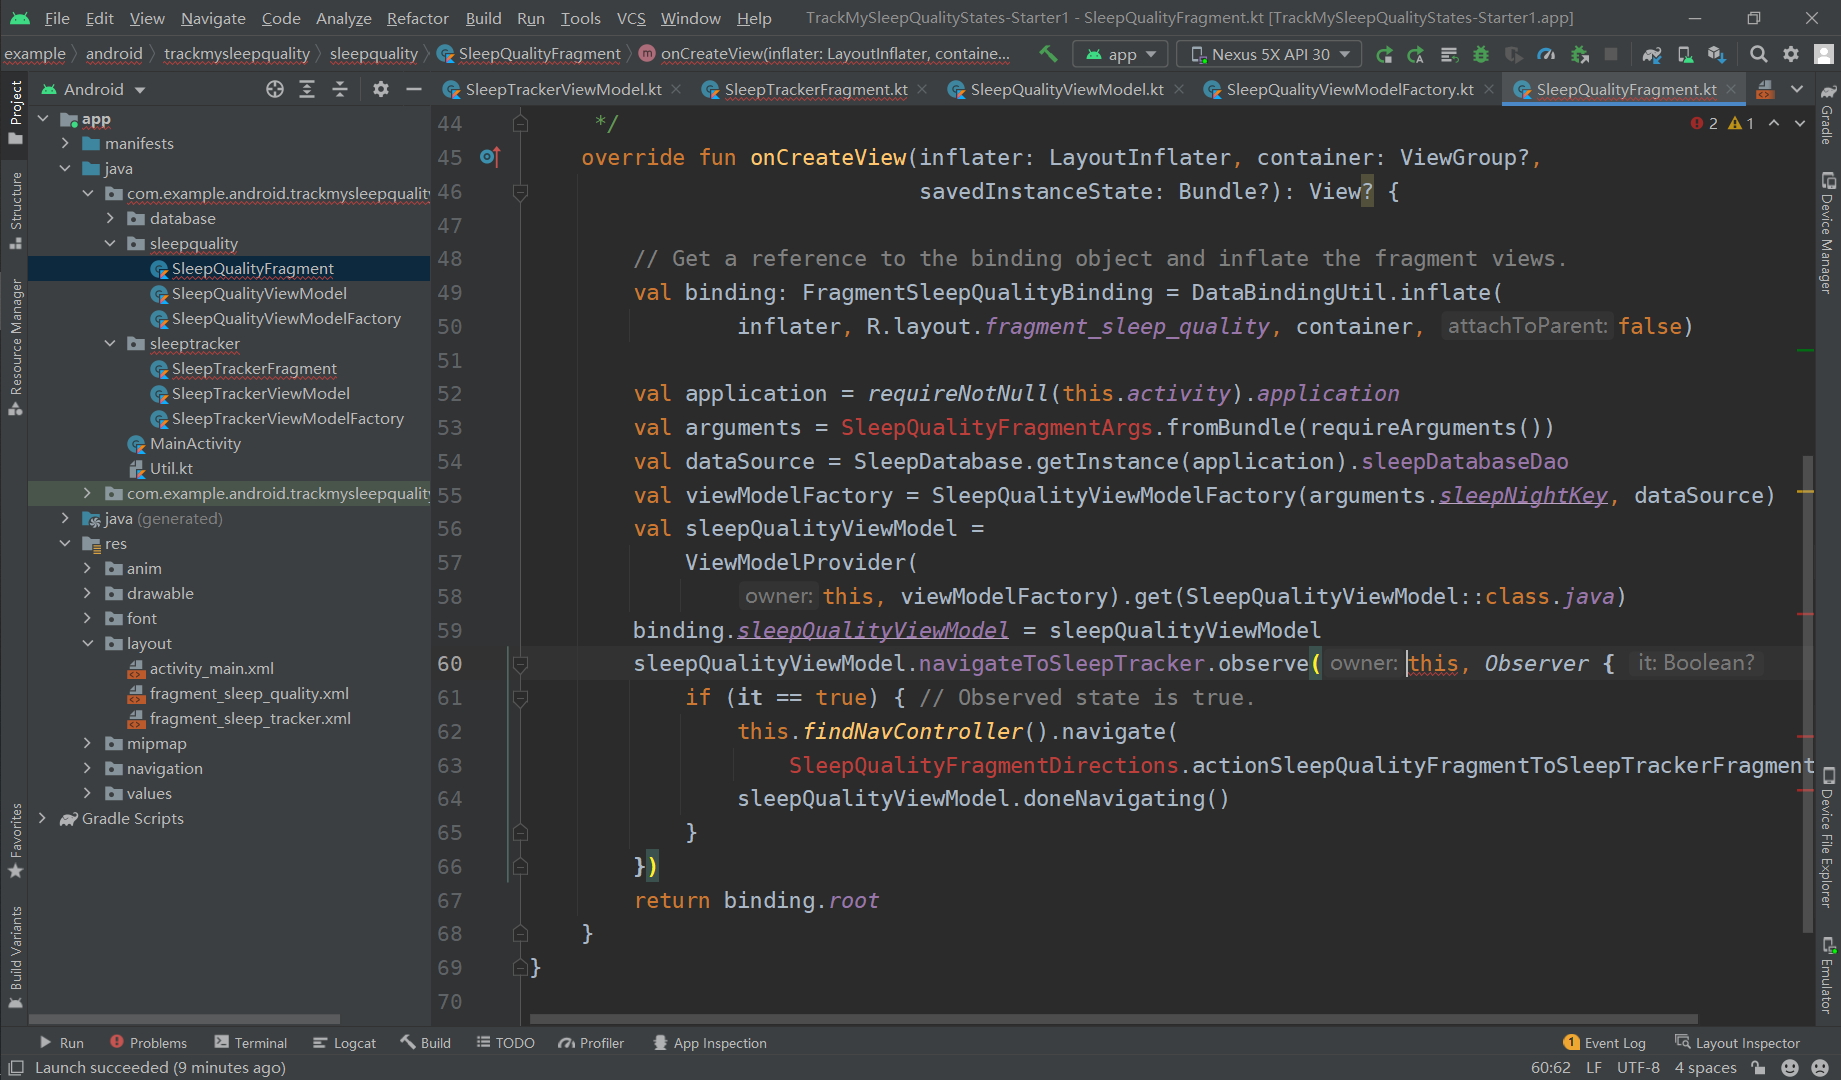 File Edit View Navigate Code Analyze Refactor Build Run Tools VCS Window Help TrackMySleepQualityStates-Starter1 - SleepQualityFragment.kt [TrackMySleepQualityStates-Starter1.app]
example android trackmysleepquality sleepquality SleepQualityFragment onCreateView(inflater: LayoutInflater, containe... app Nexus 5X API 30
Android SleepTrackerViewModel.kt SleepTrackerFragment.kt SleepQualityViewModel.kt SleepQualityViewModelFactory.kt SleepQualityFragment.kt
Project
Structure
Resource Manager
Favorites
Build Variants
app
manifests
java
com.example.android.trackmysleepquality
database
sleepquality
SleepQualityFragment
SleepQualityViewModel
SleepQualityViewModelFactory
sleeptracker
SleepTrackerFragment
SleepTrackerViewModel
SleepTrackerViewModelFactory
MainActivity
Util.kt
com.example.android.trackmysleepquality
java (generated)
res
anim
drawable
font
layout
activity_main.xml
fragment_sleep_quality.xml
fragment_sleep_tracker.xml
mipmap
navigation
values
Gradle Scripts
2 1
44 */
45 override fun onCreateView(inflater: LayoutInflater, container: ViewGroup?,
46 savedInstanceState: Bundle?): View? {
47
48 // Get a reference to the binding object and inflate the fragment views.
49 val binding: FragmentSleepQualityBinding = DataBindingUtil.inflate(
50 inflater, R.layout.fragment_sleep_quality, container, attachToParent: false)
51
52 val application = requireNotNull(this.activity).application
53 val arguments = SleepQualityFragmentArgs.fromBundle(requireArguments())
54 val dataSource = SleepDatabase.getInstance(application).sleepDatabaseDao
55 val viewModelFactory = SleepQualityViewModelFactory(arguments.sleepNightKey, dataSource)
56 val sleepQualityViewModel =
57 ViewModelProvider(
58 owner: this, viewModelFactory).get(SleepQualityViewModel::class.java)
59 binding.sleepQualityViewModel = sleepQualityViewModel
60 sleepQualityViewModel.navigateToSleepTracker.observe( owner: this, Observer { it: Boolean?
61 if (it == true) { // Observed state is true.
62 this.findNavController().navigate(
63 SleepQualityFragmentDirections.actionSleepQualityFragmentToSleepTrackerFragment
64 sleepQualityViewModel.doneNavigating()
65 }
66 })
67 return binding.root
68 }
69 }
70
Gradle
Device Manager
Device File Explorer
Emulator
Run Problems Terminal Logcat Build TODO Profiler App Inspection 1 Event Log Layout Inspector
Launch succeeded (9 minutes ago) 60:62 LF UTF-8 4 spaces